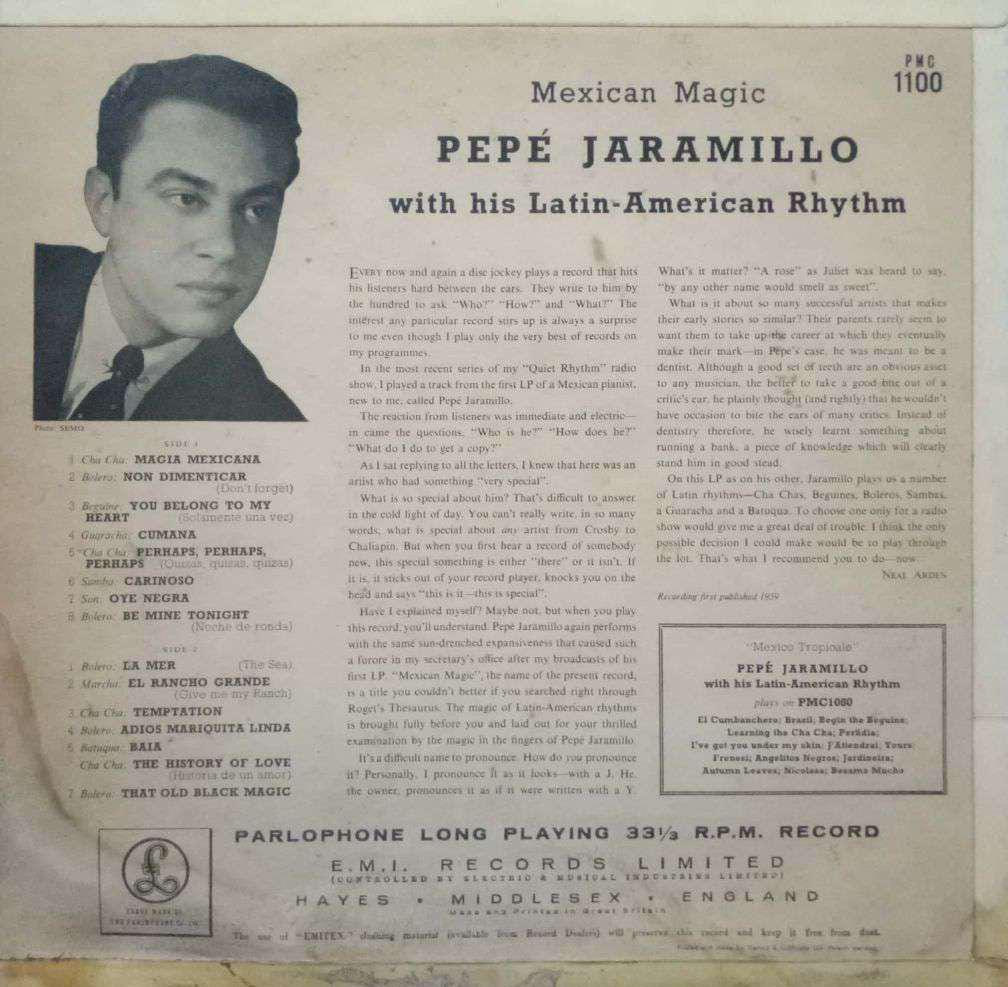 PMC
1100
Mexican Magic
PEPÉ JARAMILLO
with his Latin-American Rhythm
Photo: SEMO
SIDE 1
1 Cha Cha: MAGIA MEXICANA
2 Bolero: NON DIMENTICAR
(Don't forget)
3 Beguine: YOU BELONG TO MY
HEART (Solamente una vez)
4 Guaracha: CUMANA
5 Cha Cha: PERHAPS, PERHAPS,
PERHAPS (Quizas, quizas, quizas)
6 Samba: CARINOSO
7 Son: OYE NEGRA
8 Bolero: BE MINE TONIGHT
(Noche de ronda)
SIDE 2
1 Bolero: LA MER (The Sea)
2 Marcha: EL RANCHO GRANDE
(Give me my Ranch)
3 Cha Cha: TEMPTATION
4 Bolero: ADIOS MARIQUITA LINDA
5 Batuqua: BAIA
Cha Cha: THE HISTORY OF LOVE
(Historia de un amor)
7 Bolero: THAT OLD BLACK MAGIC
EVERY now and again a disc jockey plays a record that hits
his listeners hard between the ears. They write to him by
the hundred to ask "Who?" "How?" and "What?" The
interest any particular record stirs up is always a surprise
to me even though I play only the very best of records on
my programmes.
In the most recent series of my "Quiet Rhythm" radio
show, I played a track from the first LP of a Mexican pianist,
new to me, called Pepé Jaramillo.
The reaction from listeners was immediate and electric—
in came the questions, "Who is he?" "How does he?"
"What do I do to get a copy?"
As I sat replying to all the letters, I knew that here was an
artist who had something "very special".
What is so special about him? That's difficult to answer
in the cold light of day. You can't really write, in so many
words, what is special about any artist from Crosby to
Chaliapin. But when you first hear a record of somebody
new, this special something is either "there" or it isn't. If
it is, it sticks out of your record player, knocks you on the
head and says "this is it—this is special".
Have I explained myself? Maybe not, but when you play
this record, you'll understand. Pepé Jaramillo again performs
with the same sun-drenched expansiveness that caused such
a furore in my secretary's office after my broadcasts of his
first LP. "Mexican Magic", the name of the present record,
is a title you couldn't better if you searched right through
Roget's Thesaurus. The magic of Latin-American rhythms
is brought fully before you and laid out for your thrilled
examination by the magic in the fingers of Pepé Jaramillo.
It's a difficult name to pronounce. How do you pronounce
it? Personally, I pronounce it as it looks—with a J. He,
the owner, pronounces it as if it were written with a Y.
What's it matter? "A rose" as Juliet was heard to say,
"by any other name would smell as sweet".
What is it about so many successful artists that makes
their early stories so similar? Their parents rarely seem to
want them to take up the career at which they eventually
make their mark—in Pepé's case, he was meant to be a
dentist. Although a good set of teeth are an obvious asset
to any musician, the better to take a good bite out of a
critic's ear, he plainly thought (and rightly) that he wouldn't
have occasion to bite the ears of many critics. Instead of
dentistry therefore, he wisely learnt something about
running a bank, a piece of knowledge which will clearly
stand him in good stead.
On this LP as on his other, Jaramillo plays us a number
of Latin rhythms—Cha Chas, Beguines, Boleros, Sambas,
a Guaracha and a Batuqua. To choose one only for a radio
show would give me a great deal of trouble. I think the only
possible decision I could make would be to play through
the lot. That's what I recommend you to do—now.
NEAL ARDEN
Recording first published 1959
"Mexico Tropicale"
PEPÉ JARAMILLO
with his Latin-American Rhythm
plays on PMC1060
El Cumbanchero; Brazil; Begin the Beguine;
Learning the Cha Cha; Perfidia;
I've got you under my skin; J'Attendrai; Yours;
Frenesi; Angelitos Negros; Jardineira;
Autumn Leaves; Nicolasa; Besame Mucho
£
TRADE MARK OF
THE PARLOPHONE CO. LTD.
PARLOPHONE LONG PLAYING 33⅓ R.P.M. RECORD
E.M.I. RECORDS LIMITED
(CONTROLLED BY ELECTRIC & MUSICAL INDUSTRIES LIMITED)
HAYES • MIDDLESEX • ENGLAND
Made and Printed in Great Britain
The use of "EMITEX" cleaning material (available from Record Dealers) will preserve this record and keep it free from dust.